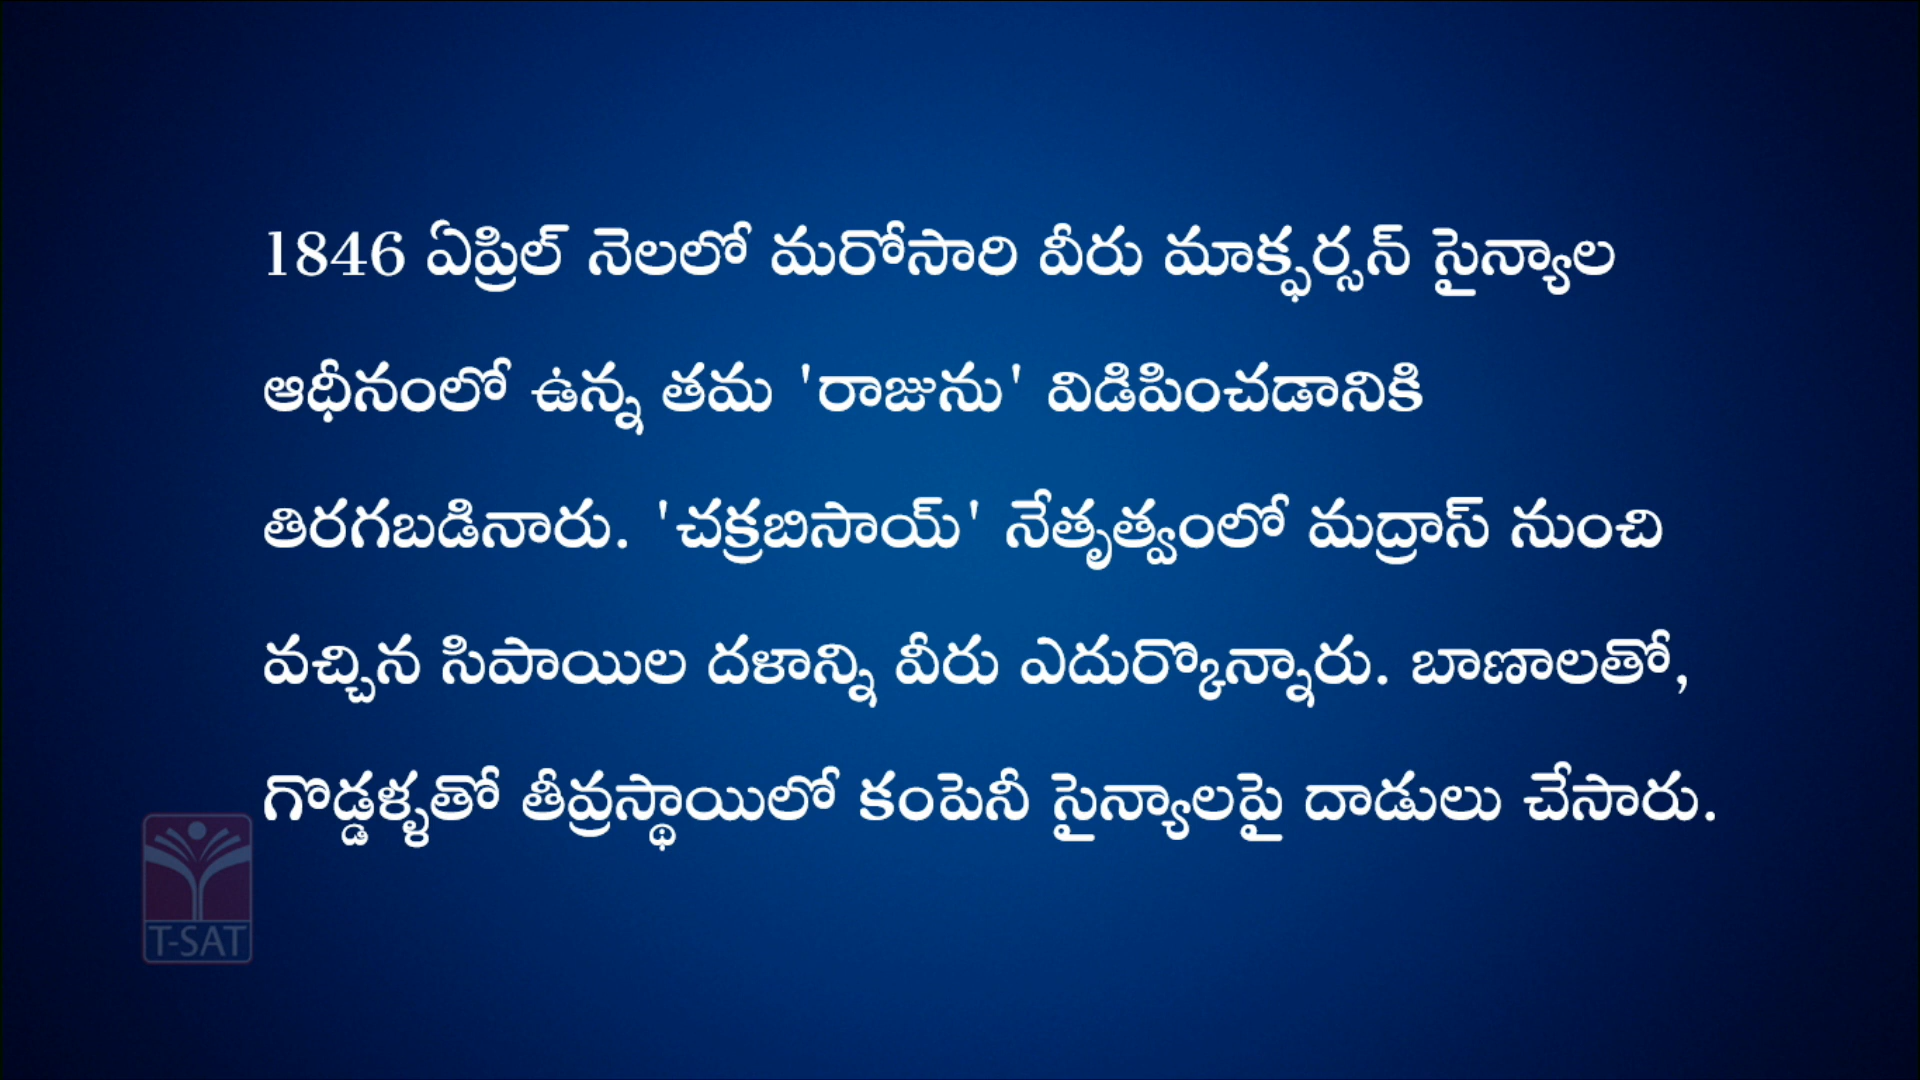 1846 ఏప్రిల్ నెలలో మరోసారి వీరు మాక్ఫర్సన్ సైన్యాల
ఆధీనంలో ఉన్న తమ 'రాజును' విడిపించడానికి
తిరగబడినారు. 'చక్రబిసాయ్' నేతృత్వంలో మద్రాస్ నుంచి
వచ్చిన సిపాయిల దళాన్ని వీరు ఎదుర్కొన్నారు. బాణాలతో,
గొడ్డళ్ళతో తీవ్రస్థాయిలో కంపెనీ సైన్యాలపై దాడులు చేసారు.
T-SAT